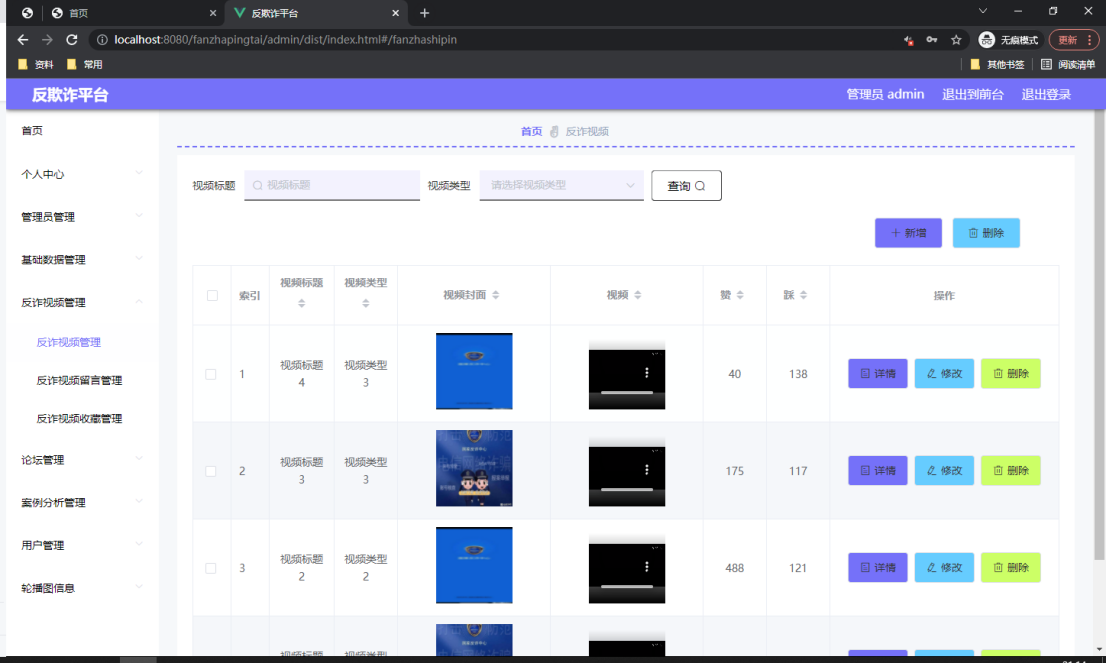 首页
反欺诈平台
localhost:8080/fanzhapingtai/admin/dist/index.html#/fanzhashipin
无痕模式
更新
资料
常用
其他书签
阅读清单
反欺诈平台
管理员 admin
退出到前台
退出登录
首页
个人中心
管理员管理
基础数据管理
反诈视频管理
反诈视频管理
反诈视频留言管理
反诈视频收藏管理
论坛管理
案例分析管理
用户管理
轮播图信息
首页
反诈视频
视频标题
视频标题
视频类型
请选择视频类型
查询
新增
删除
索引
视频标题
视频类型
视频封面
视频
赞
踩
操作
1
视频标题
4
视频类型
3
40
138
详情
修改
删除
2
视频标题
3
视频类型
3
175
117
详情
修改
删除
3
视频标题
2
视频类型
2
488
121
详情
修改
删除
视频标题
视频类型